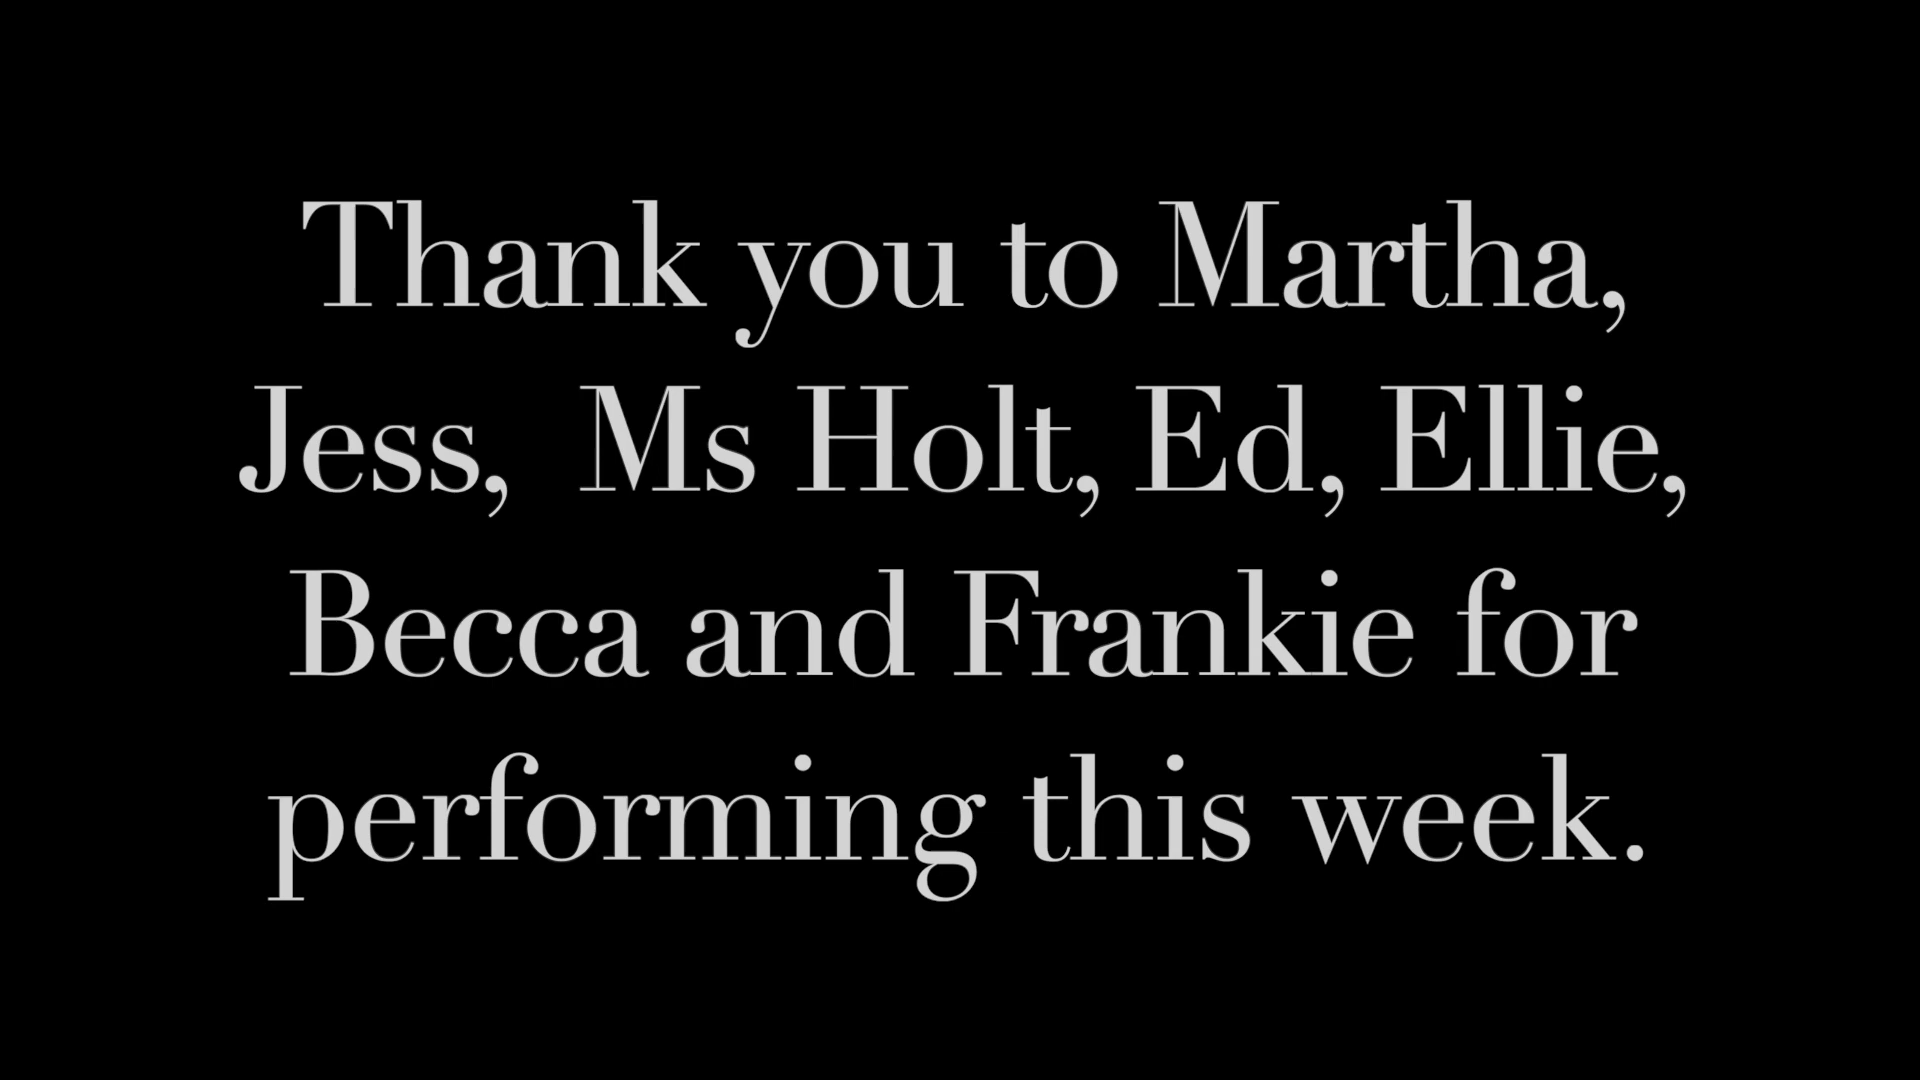 Thank you to Martha,
Jess,  Ms Holt, Ed, Ellie,
Becca and Frankie for
performing this week.